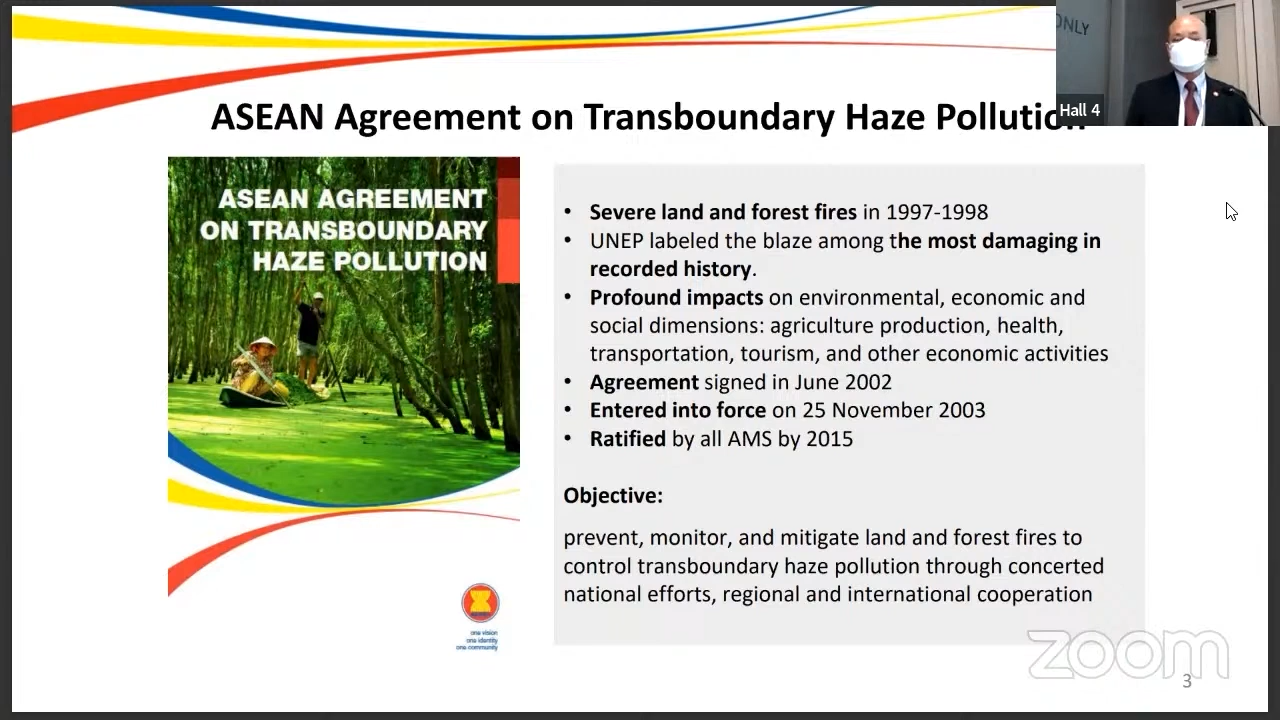 ONLY
Hall 4
ASEAN Agreement on Transboundary Haze Pollution
ASEAN AGREEMENT
ON TRANSBOUNDARY
HAZE POLLUTION
one vision
one identity
one community
• Severe land and forest fires in 1997-1998
• UNEP labeled the blaze among the most damaging in
recorded history.
• Profound impacts on environmental, economic and
social dimensions: agriculture production, health,
transportation, tourism, and other economic activities
• Agreement signed in June 2002
• Entered into force on 25 November 2003
• Ratified by all AMS by 2015
Objective:
prevent, monitor, and mitigate land and forest fires to
control transboundary haze pollution through concerted
national efforts, regional and international cooperation
zoom
3